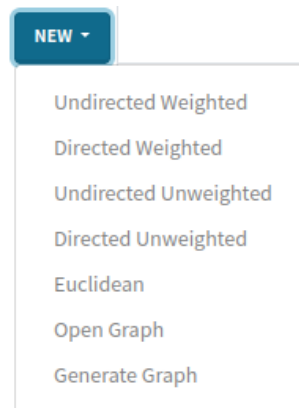 NEW
Undirected Weighted
Directed Weighted
Undirected Unweighted
Directed Unweighted
Euclidean
Open Graph
Generate Graph